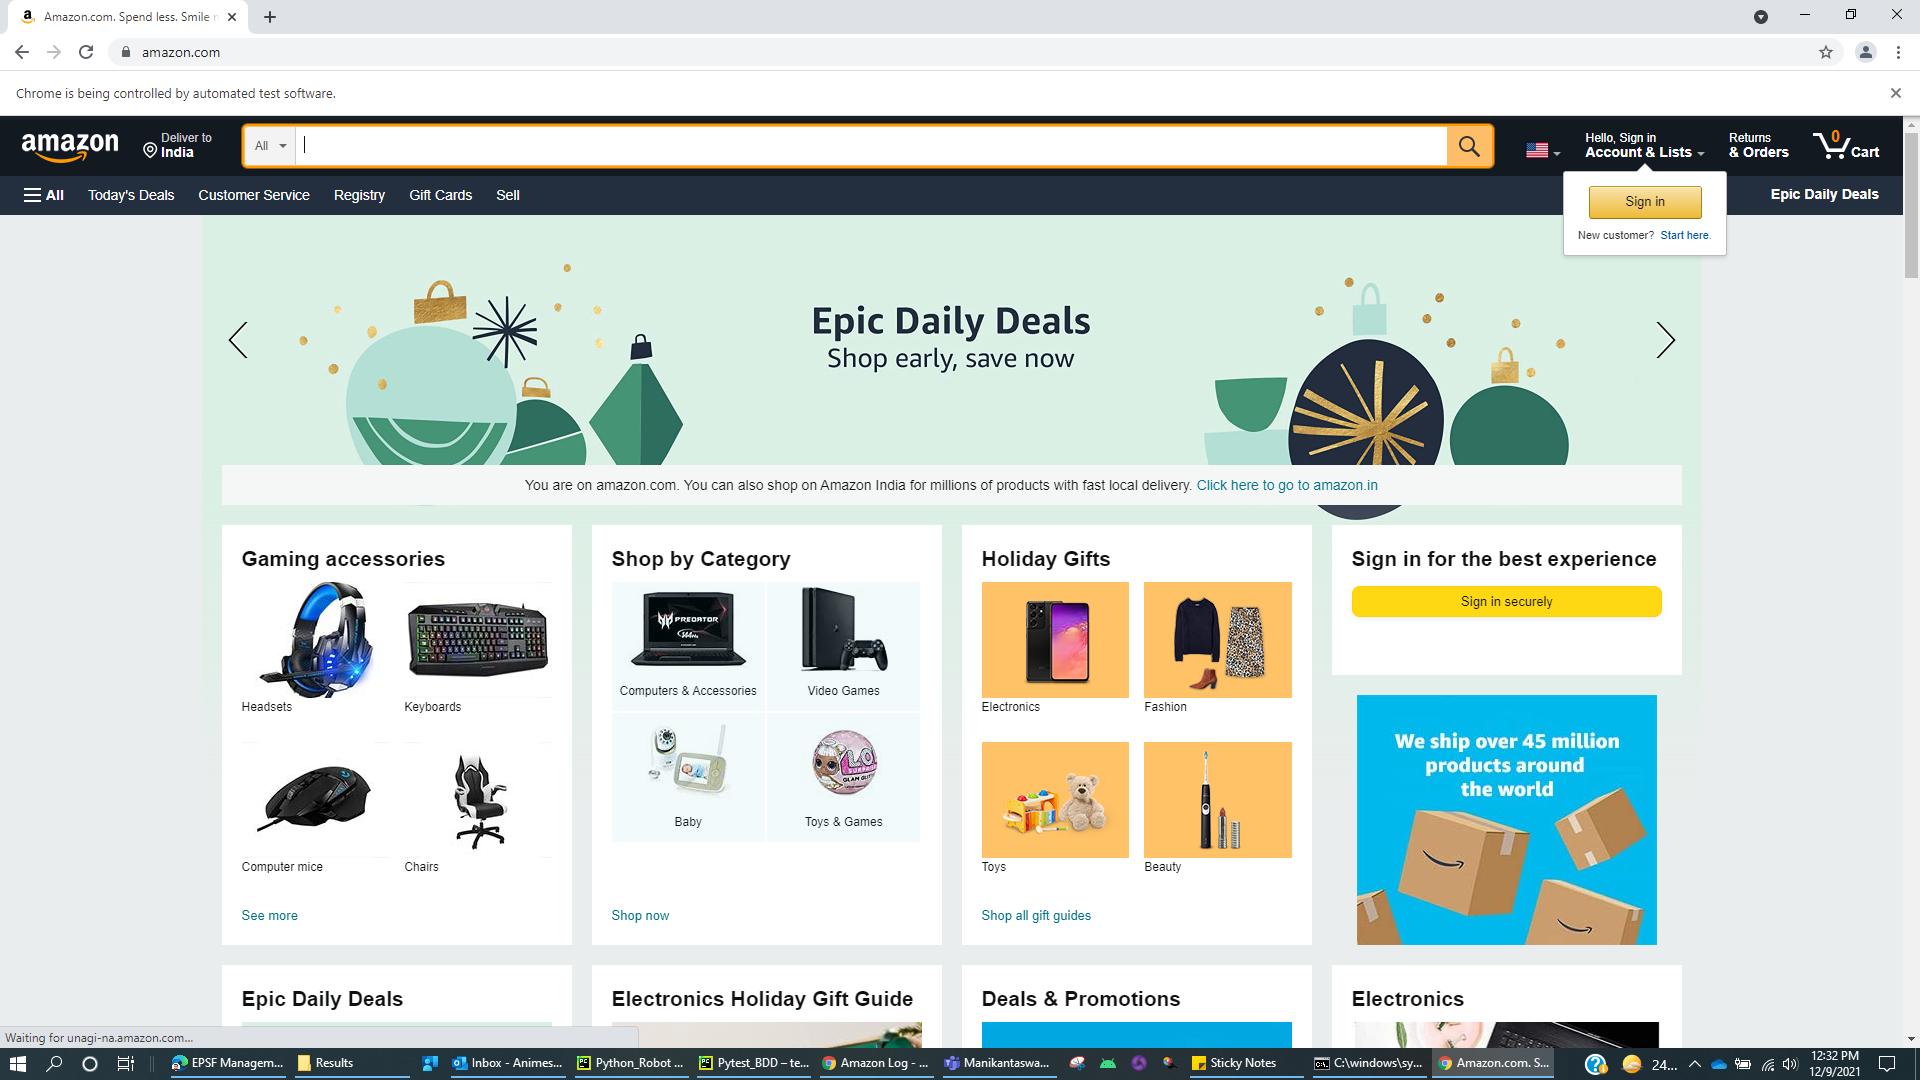 Amazon.com. Spend less. Smile
amazon.com
Chrome is being controlled by automated test software.
amazon
Deliver to
India
All
Hello, Sign in
Account & Lists
Returns
& Orders
0
Cart
All
Today's Deals
Customer Service
Registry
Gift Cards
Sell
Sign in
New customer? Start here.
Epic Daily Deals
Epic Daily Deals
Shop early, save now
You are on amazon.com. You can also shop on Amazon India for millions of products with fast local delivery. Click here to go to amazon.in
Gaming accessories
Headsets
Keyboards
Computer mice
Chairs
See more
Shop by Category
PREDATOR
144Hz
Computers & Accessories
Video Games
Baby
Toys & Games
Shop now
Holiday Gifts
Electronics
Fashion
Toys
Beauty
Shop all gift guides
Sign in for the best experience
Sign in securely
We ship over 45 million
products around
the world
Epic Daily Deals
Electronics Holiday Gift Guide
Deals & Promotions
Electronics
Waiting for unagi-na.amazon.com...
EPSF Managem...
Results
Inbox - Animes...
Python_Robot ...
Pytest_BDD – te...
Amazon Log - ...
Manikantaswa...
Sticky Notes
C:\windows\sy...
Amazon.com. S...
24...
12:32 PM
12/9/2021